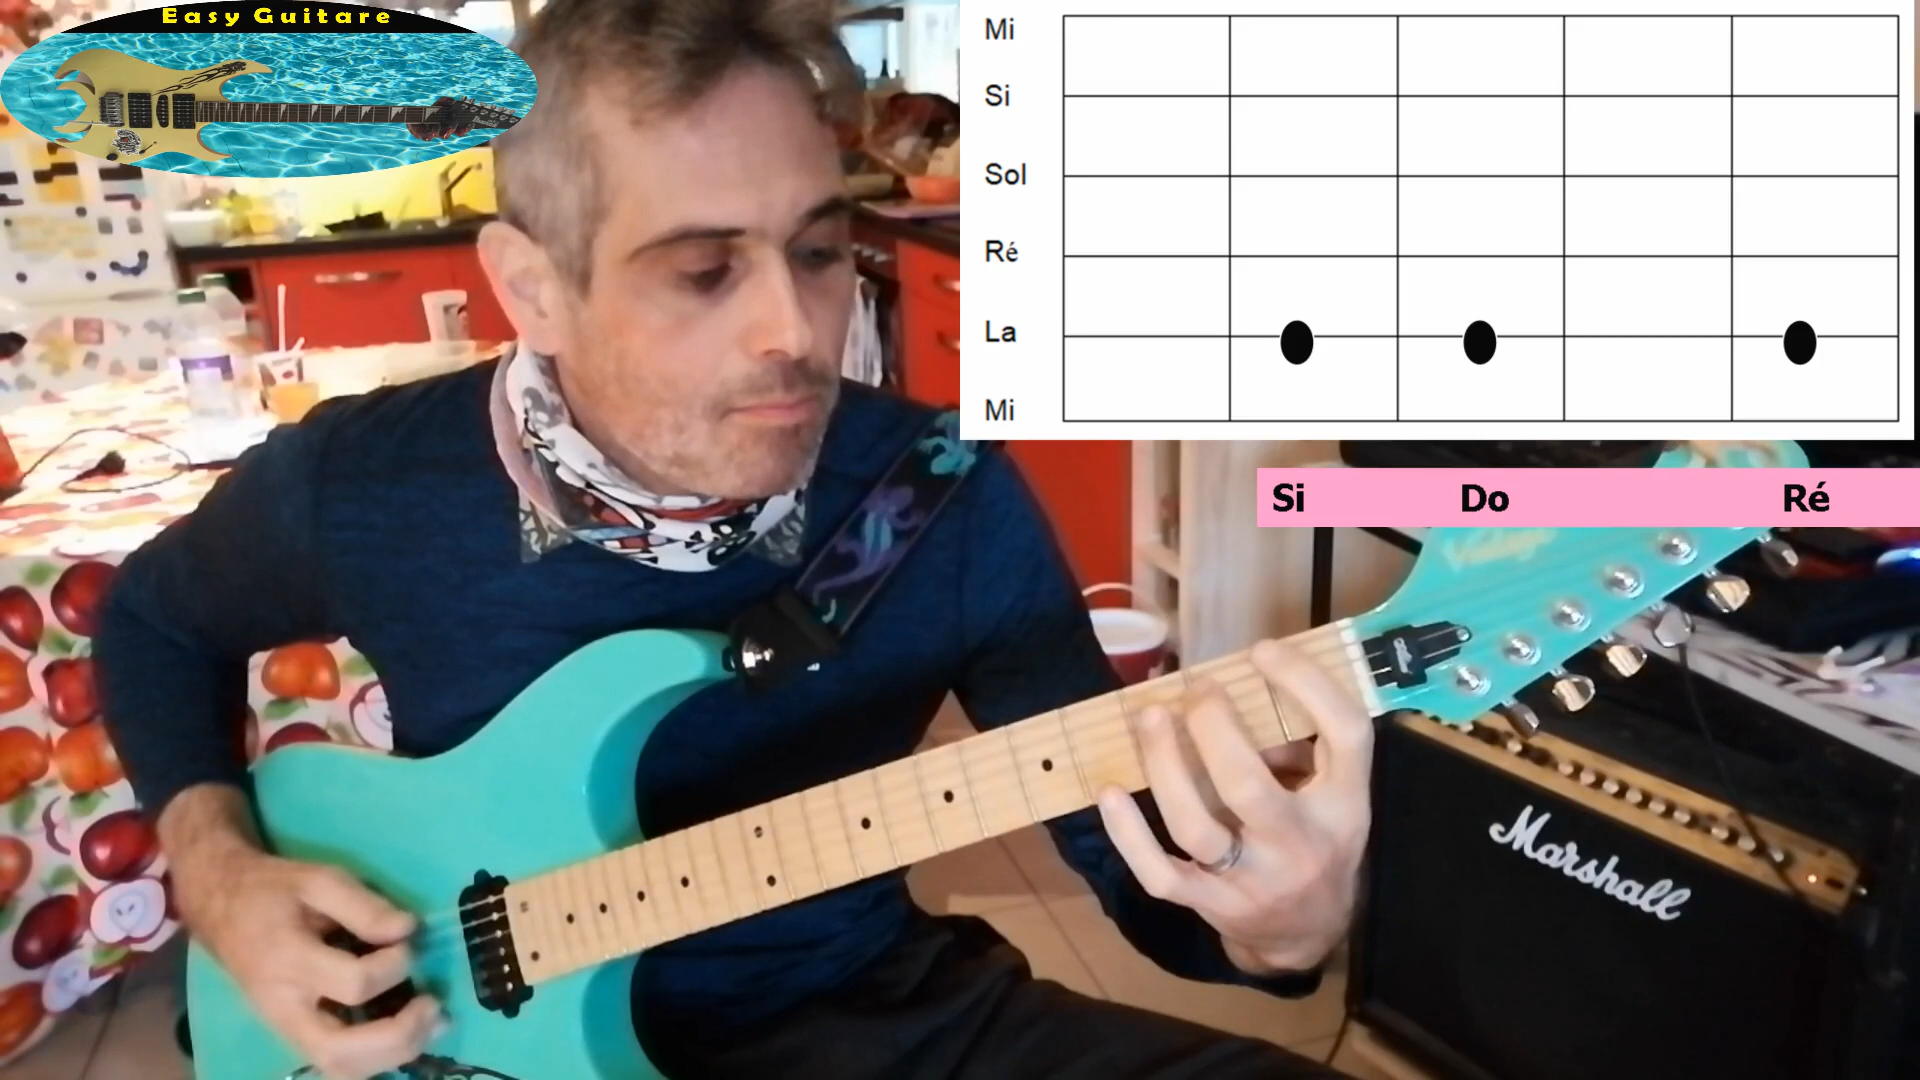 Easy Guitare
Mi
Si
Sol
Ré
La
Mi
Si Do Ré
Marshall